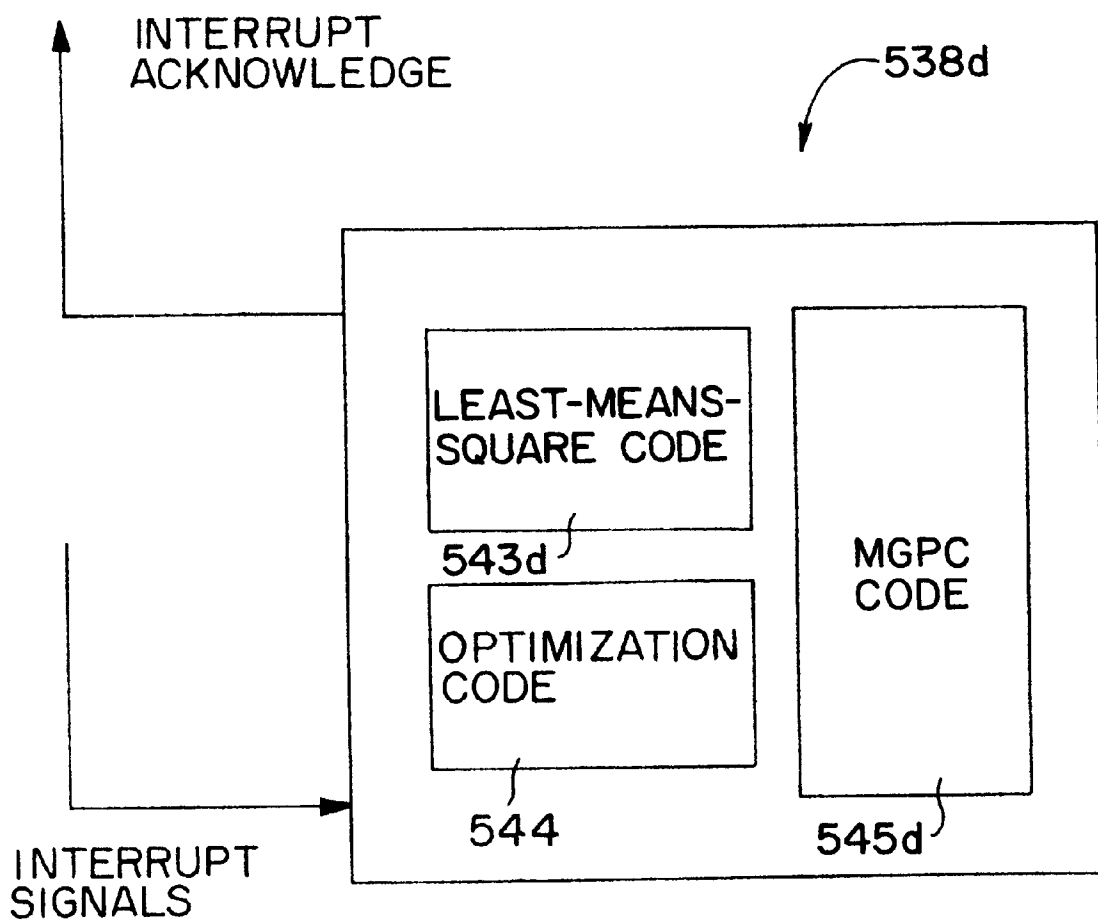 INTERRUPT
ACKNOWLEDGE
538d
LEAST-MEANS-
SQUARE CODE
543d
OPTIMIZATION
CODE
544
MGPC
CODE
545d
INTERRUPT
SIGNALS